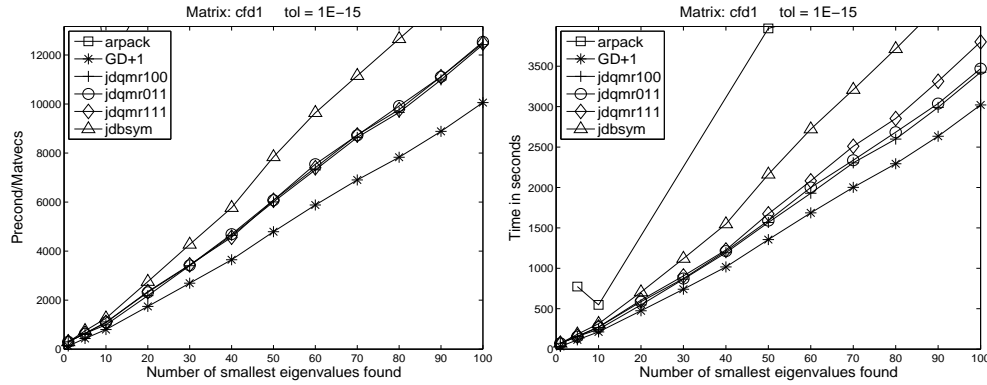 Matrix: cfd1 tol = 1E-15
Precond/Matvecs
12000
10000
8000
6000
4000
2000
0
arpack
GD+1
jdqmr100
jdqmr011
jdqmr111
jdbsym
0 10 20 30 40 50 60 70 80 90 100
Number of smallest eigenvalues found
Matrix: cfd1 tol = 1E-15
Time in seconds
3500
3000
2500
2000
1500
1000
500
0
arpack
GD+1
jdqmr100
jdqmr011
jdqmr111
jdbsym
0 10 20 30 40 50 60 70 80 90 100
Number of smallest eigenvalues found